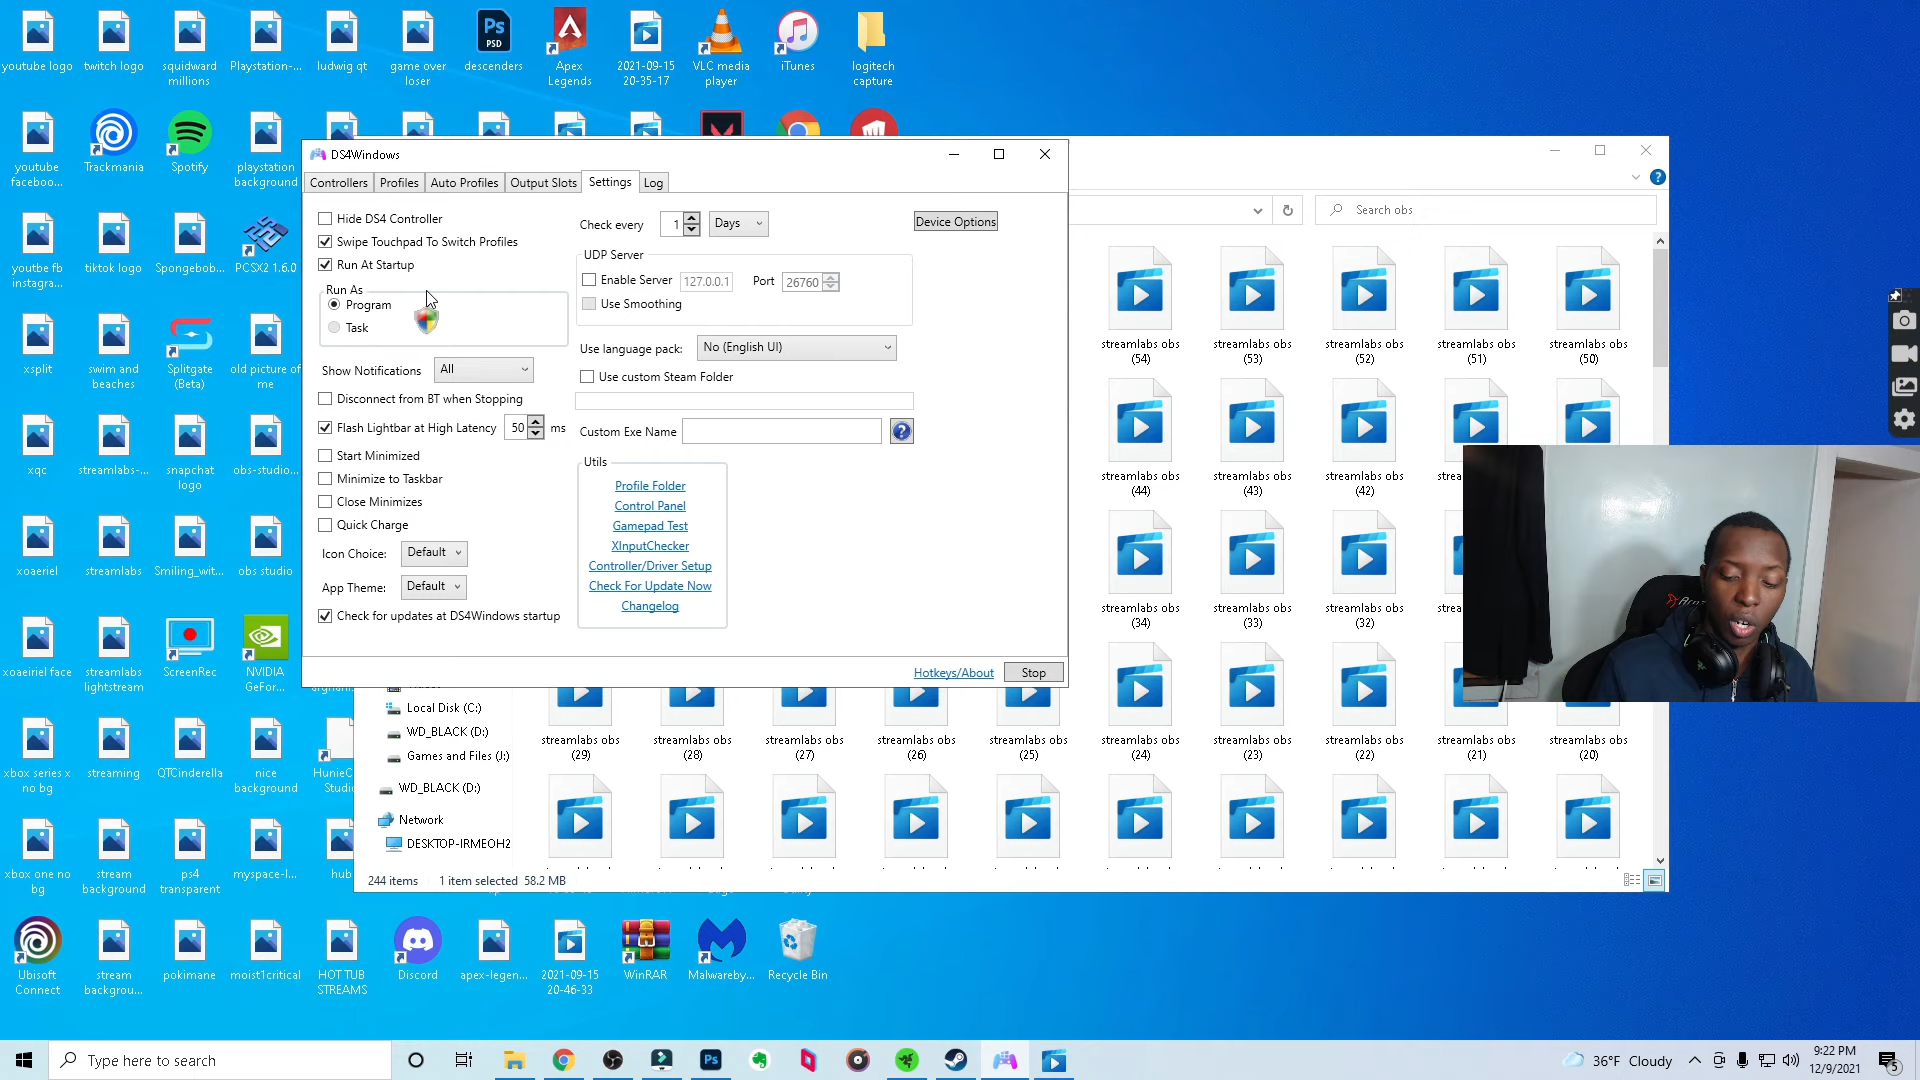 youtube logo
twitch logo
squidward
millions
Playstation-...
ludwig qt
game over
loser
descenders
Apex
Legends
2021-09-15
20-35-17
VLC media
player
iTunes
logitech
capture
PSD
youtube
faceboo...
Trackmania
Spotify
playstation
background
youtbe fb
instagra...
tiktok logo
Spongebob...
PCSX2 1.6.0
xsplit
swim and
beaches
Splitgate
(Beta)
old picture of
me
xqc
streamlabs-...
snapchat
logo
obs-studio...
xoaeriel
streamlabs
Smiling_wit...
obs studio
xoaeiriel face
streamlabs
lightstream
ScreenRec
NVIDIA
GeFor...
xbox series x
no bg
streaming
QTCinderella
nice
background
HunieC
Studi
xbox one no
bg
stream
background
ps4
transparent
myspace-l...
hub
Ubisoft
Connect
stream
backgrou...
pokimane
moist1critical
HOT TUB
STREAMS
Discord
apex-legen...
2021-09-15
20-46-33
WinRAR
Malwareby...
Recycle Bin
DS4Windows
Controllers
Profiles
Auto Profiles
Output Slots
Settings
Log
Hide DS4 Controller
Swipe Touchpad To Switch Profiles
Run At Startup
Run As
Program
Task
Show Notifications
All
Disconnect from BT when Stopping
Flash Lightbar at High Latency
50
ms
Start Minimized
Minimize to Taskbar
Close Minimizes
Quick Charge
Icon Choice:
Default
App Theme:
Default
Check for updates at DS4Windows startup
Check every
1
Days
Device Options
UDP Server
Enable Server
127.0.0.1
Port
26760
Use Smoothing
Use language pack:
No (English UI)
Use custom Steam Folder
Custom Exe Name
Utils
Profile Folder
Control Panel
Gamepad Test
XInputChecker
Controller/Driver Setup
Check For Update Now
Changelog
Hotkeys/About
Stop
Search obs
streamlabs obs
(54)
streamlabs obs
(53)
streamlabs obs
(52)
streamlabs obs
(51)
streamlabs obs
(50)
streamlabs obs
(44)
streamlabs obs
(43)
streamlabs obs
(42)
streamlabs obs
(34)
streamlabs obs
(33)
streamlabs obs
(32)
streamlabs obs
(29)
streamlabs obs
(28)
streamlabs obs
(27)
streamlabs obs
(26)
streamlabs obs
(25)
streamlabs obs
(24)
streamlabs obs
(23)
streamlabs obs
(22)
streamlabs obs
(21)
streamlabs obs
(20)
Local Disk (C:)
WD_BLACK (D:)
Games and Files (J:)
WD_BLACK (D:)
Network
DESKTOP-IRMEOH2
244 items
1 item selected 58.2 MB
Type here to search
36°F Cloudy
9:22 PM
12/9/2021
5